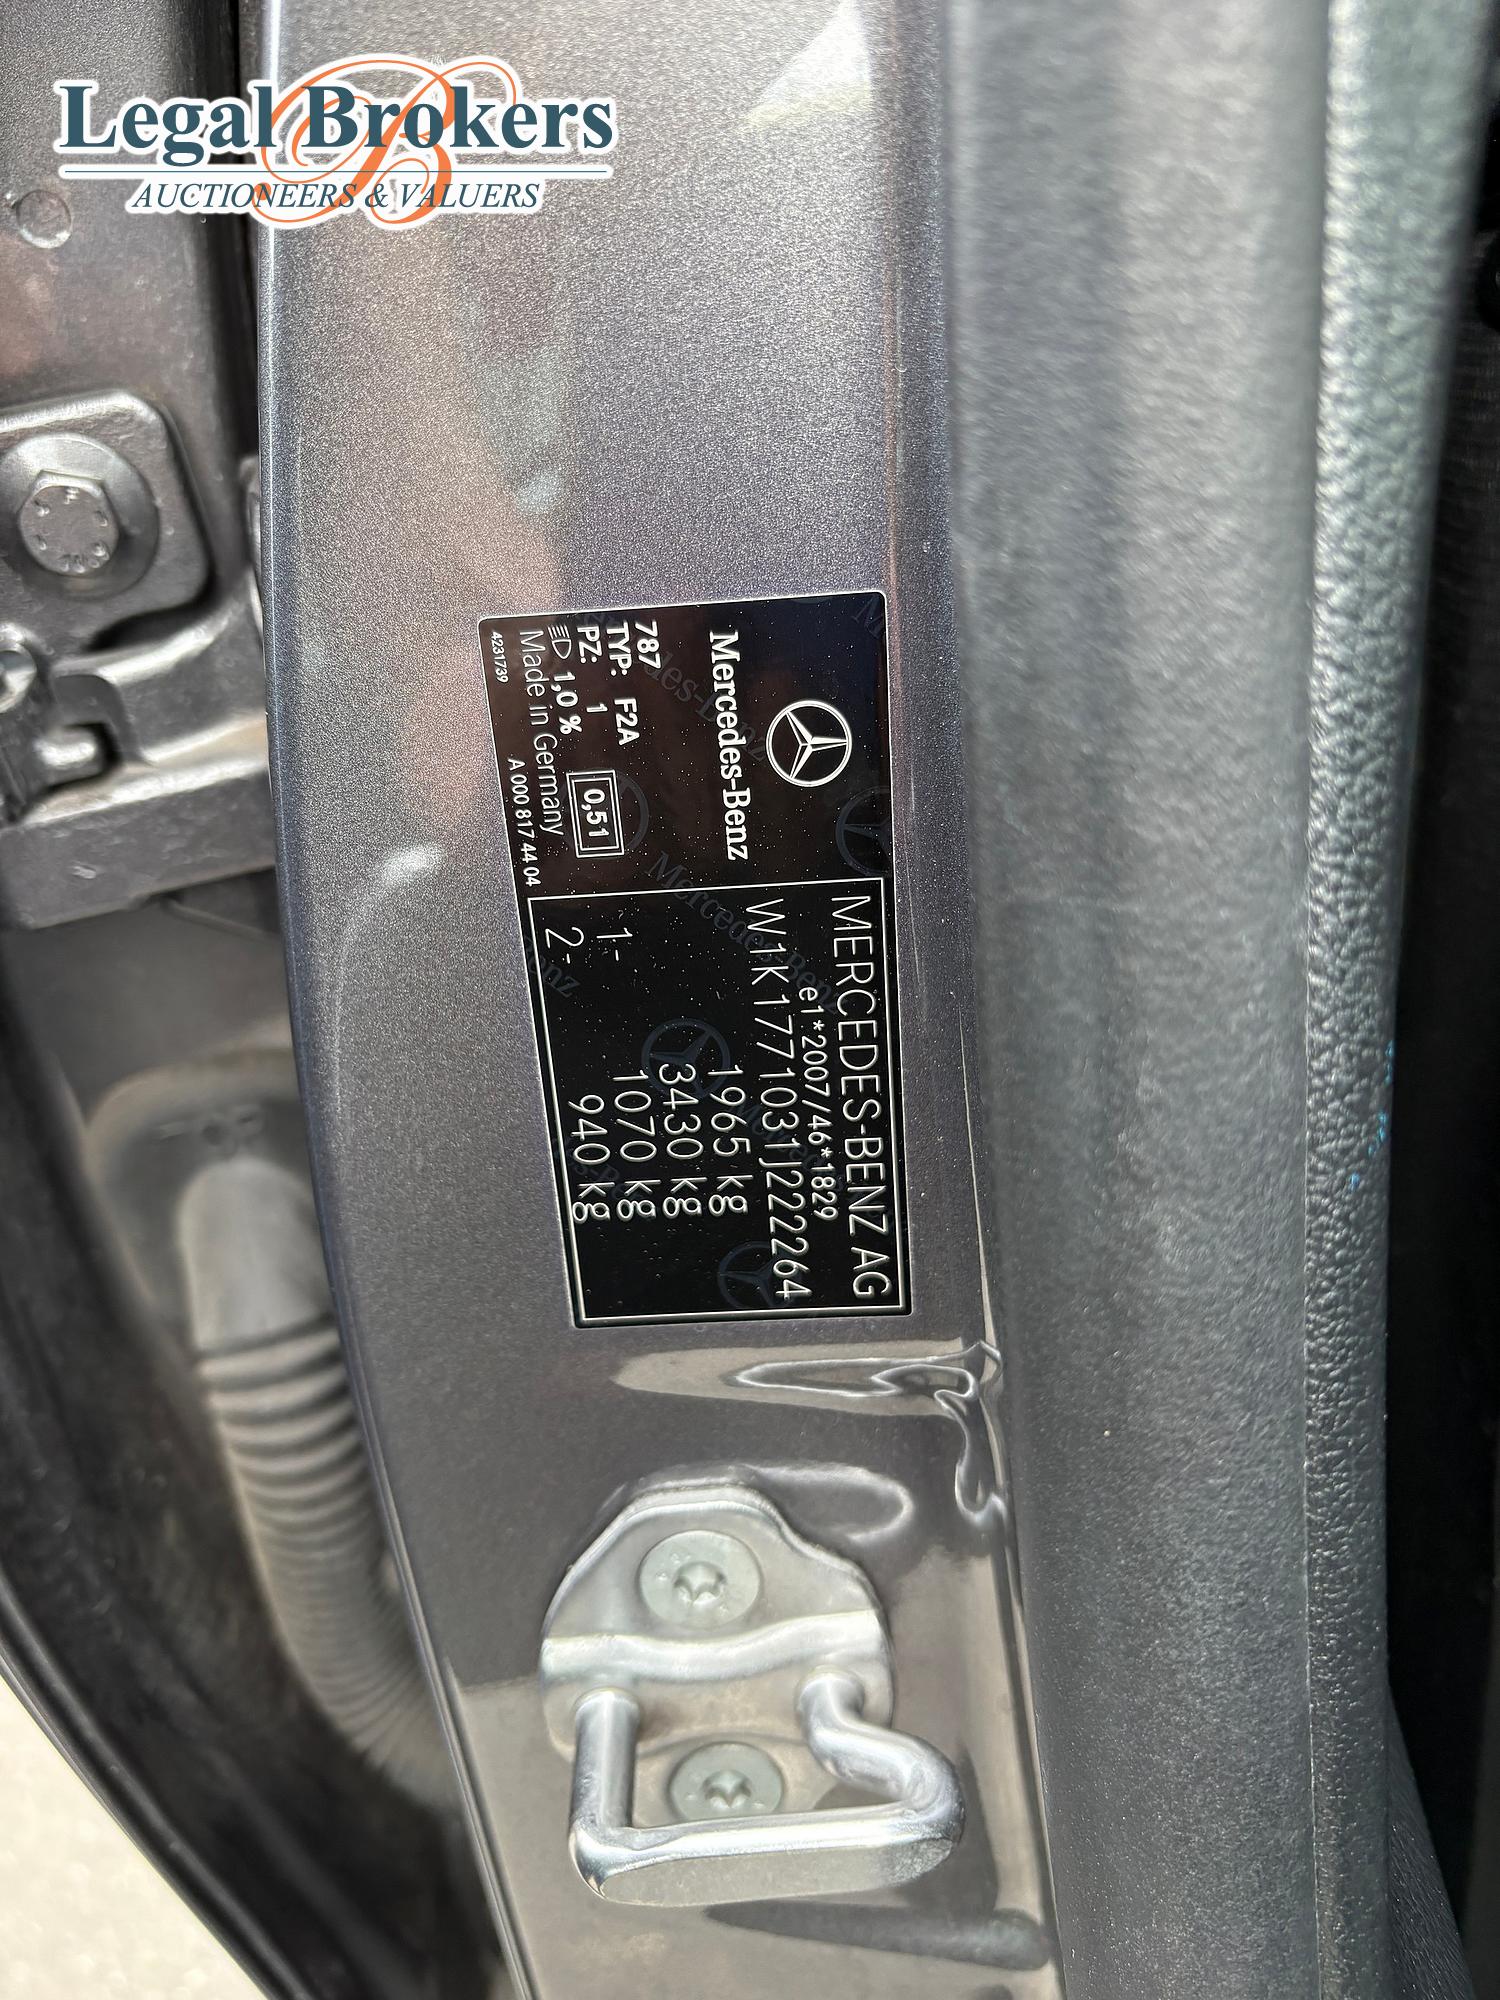 Legal Brokers
AUCTIONEERS & VALUERS
Mercedes-Benz
787
TYP: F2A
PZ: 1
1,0 %
0,51
Made in Germany
4231739
A 000 817 44 04
MERCEDES-BENZ AG
e1*2007/46*1829
W1K1771031J222264
1965 kg
3430 kg
1- 1070 kg
2- 940 kg